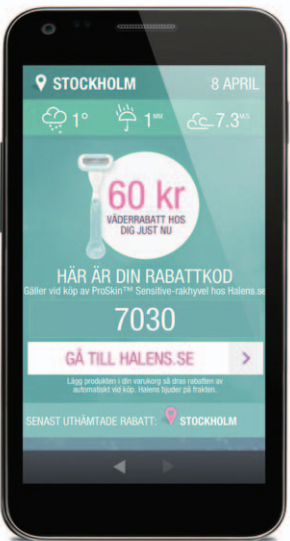 STOCKHOLM 8 APRIL
1° 1MM 7.3M/S
60 kr
VÄDERRABATT HOS
DIG JUST NU
HÄR ÄR DIN RABATTKOD
Gäller vid köp av ProSkin™ Sensitive-rakhyvel hos Halens.se
7030
GÅ TILL HALENS.SE >
Lägg produkten i din varukorg så dras rabatten av
automatiskt vid köp. Halens bjuder på frakten.
SENAST UTHÄMTADE RABATT: STOCKHOLM